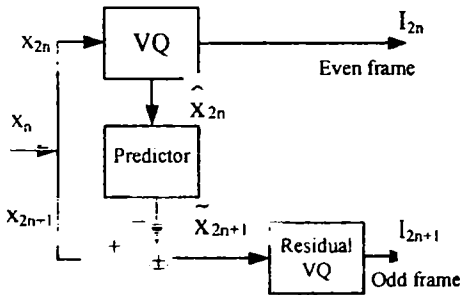 X₂ₙ
VQ
I₂ₙ
Even frame
X̂₂ₙ
Xₙ
Predictor
−
X̃₂ₙ₊₁
X₂ₙ₊₁
+
±
Residual
VQ
I₂ₙ₊₁
Odd frame